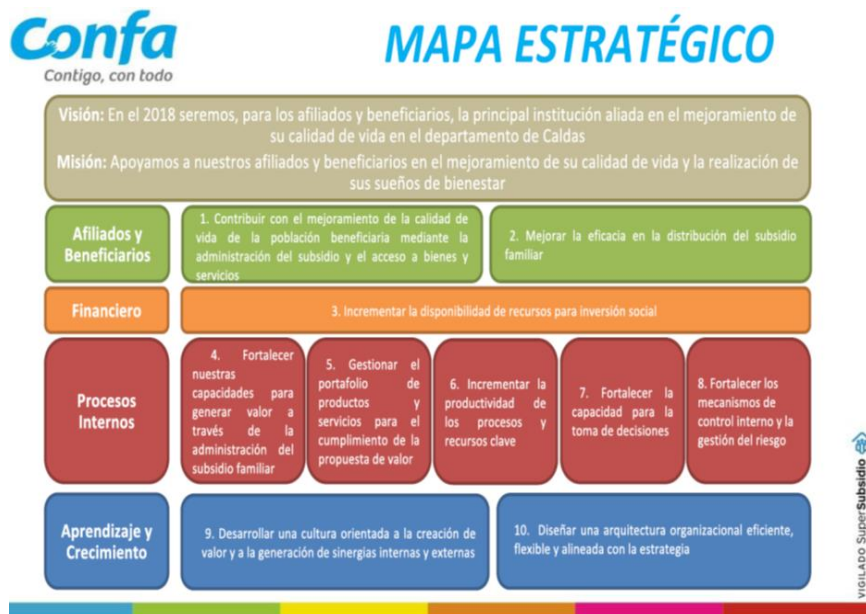 Confa
Contigo, con todo
MAPA ESTRATÉGICO
Visión: En el 2018 seremos, para los afiliados y beneficiarios, la principal institución aliada en el mejoramiento de
su calidad de vida en el departamento de Caldas
Misión: Apoyamos a nuestros afiliados y beneficiarios en el mejoramiento de su calidad de vida y la realización de
sus sueños de bienestar
Afiliados y
Beneficiarios
1. Contribuir con el mejoramiento de la calidad de
vida de la población beneficiaria mediante la
administración del subsidio y el acceso a bienes y
servicios
2. Mejorar la eficacia en la distribución del subsidio
familiar
Financiero
3. Incrementar la disponibilidad de recursos para inversión social
Procesos
Internos
4. Fortalecer
nuestras
capacidades para
generar valor a
través de la
administración del
subsidio familiar
5. Gestionar el
portafolio de
productos y
servicios para el
cumplimiento de la
propuesta de valor
6. Incrementar la
productividad de
los procesos y
recursos clave
7. Fortalecer la
capacidad para la
toma de decisiones
8. Fortalecer los
mecanismos de
control interno y la
gestión del riesgo
Aprendizaje y
Crecimiento
9. Desarrollar una cultura orientada a la creación de
valor y a la generación de sinergias internas y externas
10. Diseñar una arquitectura organizacional eficiente,
flexible y alineada con la estrategia
VIGILADO SuperSubsidio